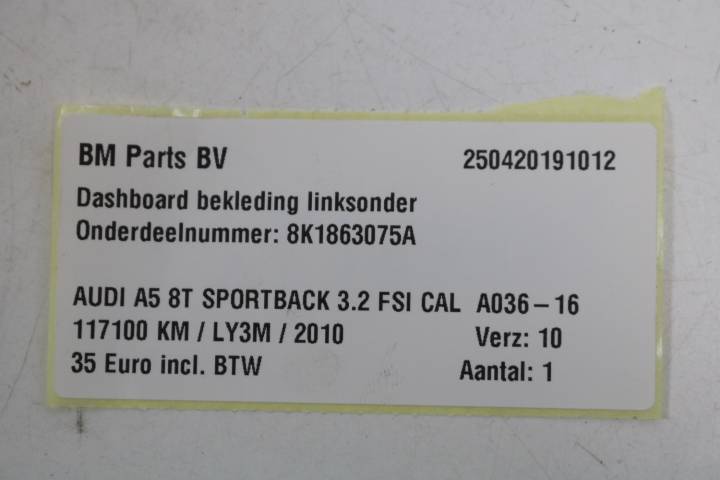 BM Parts BV 250420191012
Dashboard bekleding linksonder
Onderdeelnummer: 8K1863075A
AUDI A5 8T SPORTBACK 3.2 FSI CAL A036-16
117100 KM / LY3M / 2010 Verz: 10
35 Euro incl. BTW Aantal: 1